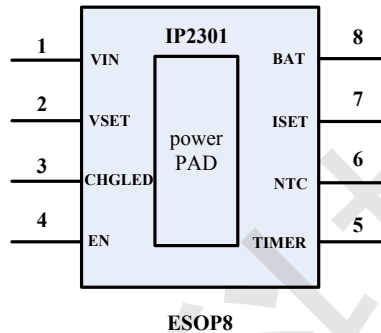 IP2301
1 VIN BAT 8
2 VSET ISET 7
power
PAD
3 CHGLED NTC 6
4 EN TIMER 5
ESOP8